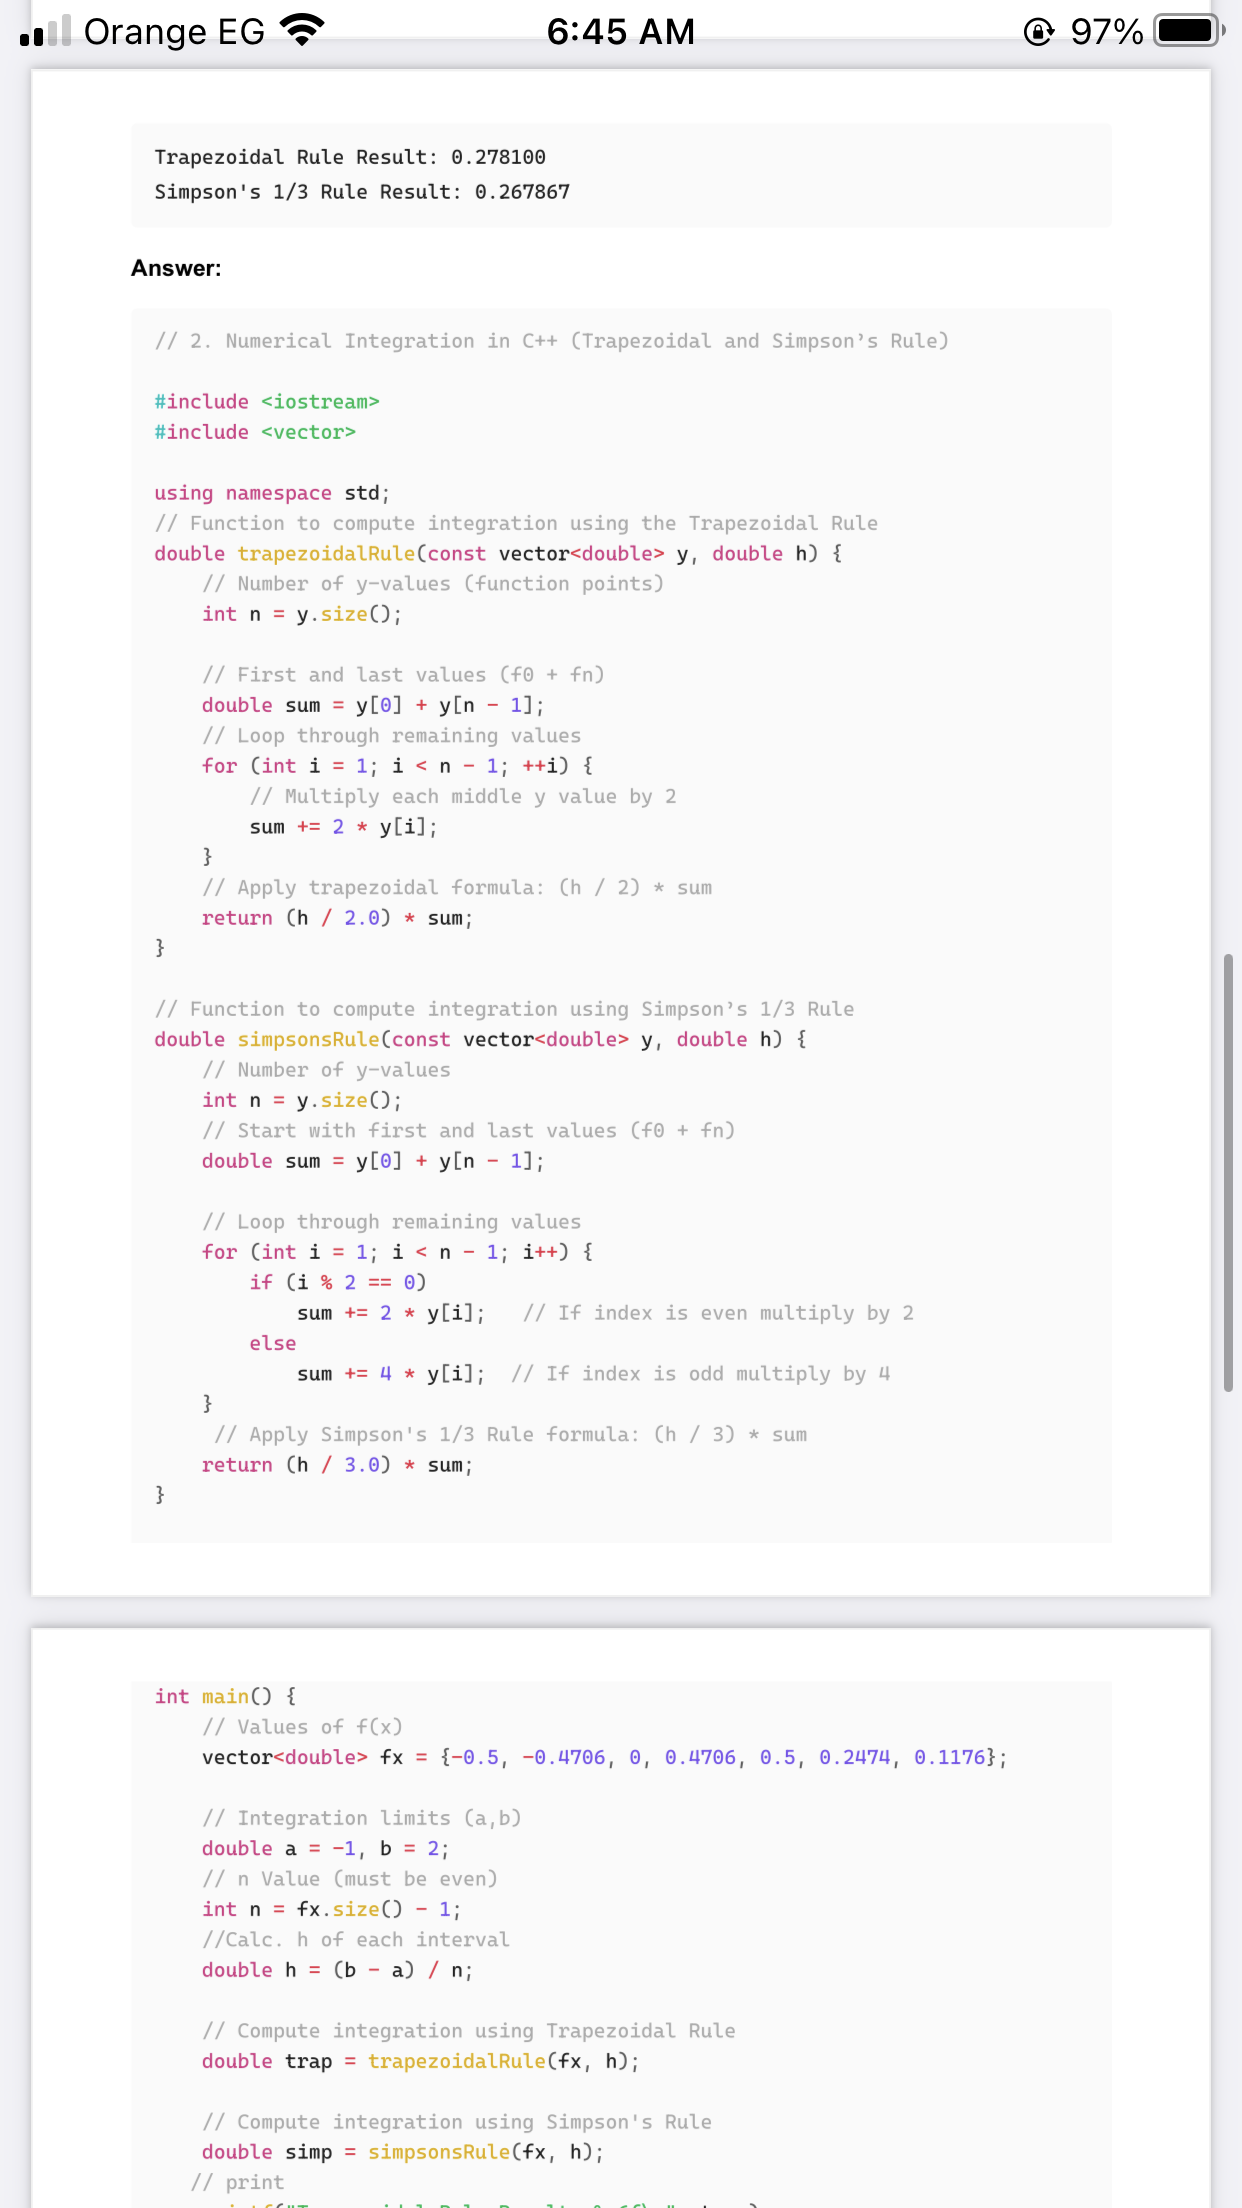 Orange EG 6:45 AM 97%
Trapezoidal Rule Result: 0.278100
Simpson's 1/3 Rule Result: 0.267867
Answer:
// 2. Numerical Integration in C++ (Trapezoidal and Simpson’s Rule)
#include <iostream>
#include <vector>
using namespace std;
// Function to compute integration using the Trapezoidal Rule
double trapezoidalRule(const vector<double> y, double h) {
    // Number of y-values (function points)
    int n = y.size();
    // First and last values (f0 + fn)
    double sum = y[0] + y[n - 1];
    // Loop through remaining values
    for (int i = 1; i < n - 1; ++i) {
        // Multiply each middle y value by 2
        sum += 2 * y[i];
    }
    // Apply trapezoidal formula: (h / 2) * sum
    return (h / 2.0) * sum;
}
// Function to compute integration using Simpson’s 1/3 Rule
double simpsonsRule(const vector<double> y, double h) {
    // Number of y-values
    int n = y.size();
    // Start with first and last values (f0 + fn)
    double sum = y[0] + y[n - 1];
    // Loop through remaining values
    for (int i = 1; i < n - 1; i++) {
        if (i % 2 == 0)
            sum += 2 * y[i];   // If index is even multiply by 2
        else
            sum += 4 * y[i];  // If index is odd multiply by 4
    }
     // Apply Simpson's 1/3 Rule formula: (h / 3) * sum
    return (h / 3.0) * sum;
}
int main() {
    // Values of f(x)
    vector<double> fx = {-0.5, -0.4706, 0, 0.4706, 0.5, 0.2474, 0.1176};
    // Integration limits (a,b)
    double a = -1, b = 2;
    // n Value (must be even)
    int n = fx.size() - 1;
    //Calc. h of each interval
    double h = (b - a) / n;
    // Compute integration using Trapezoidal Rule
    double trap = trapezoidalRule(fx, h);
    // Compute integration using Simpson's Rule
    double simp = simpsonsRule(fx, h);
   // print